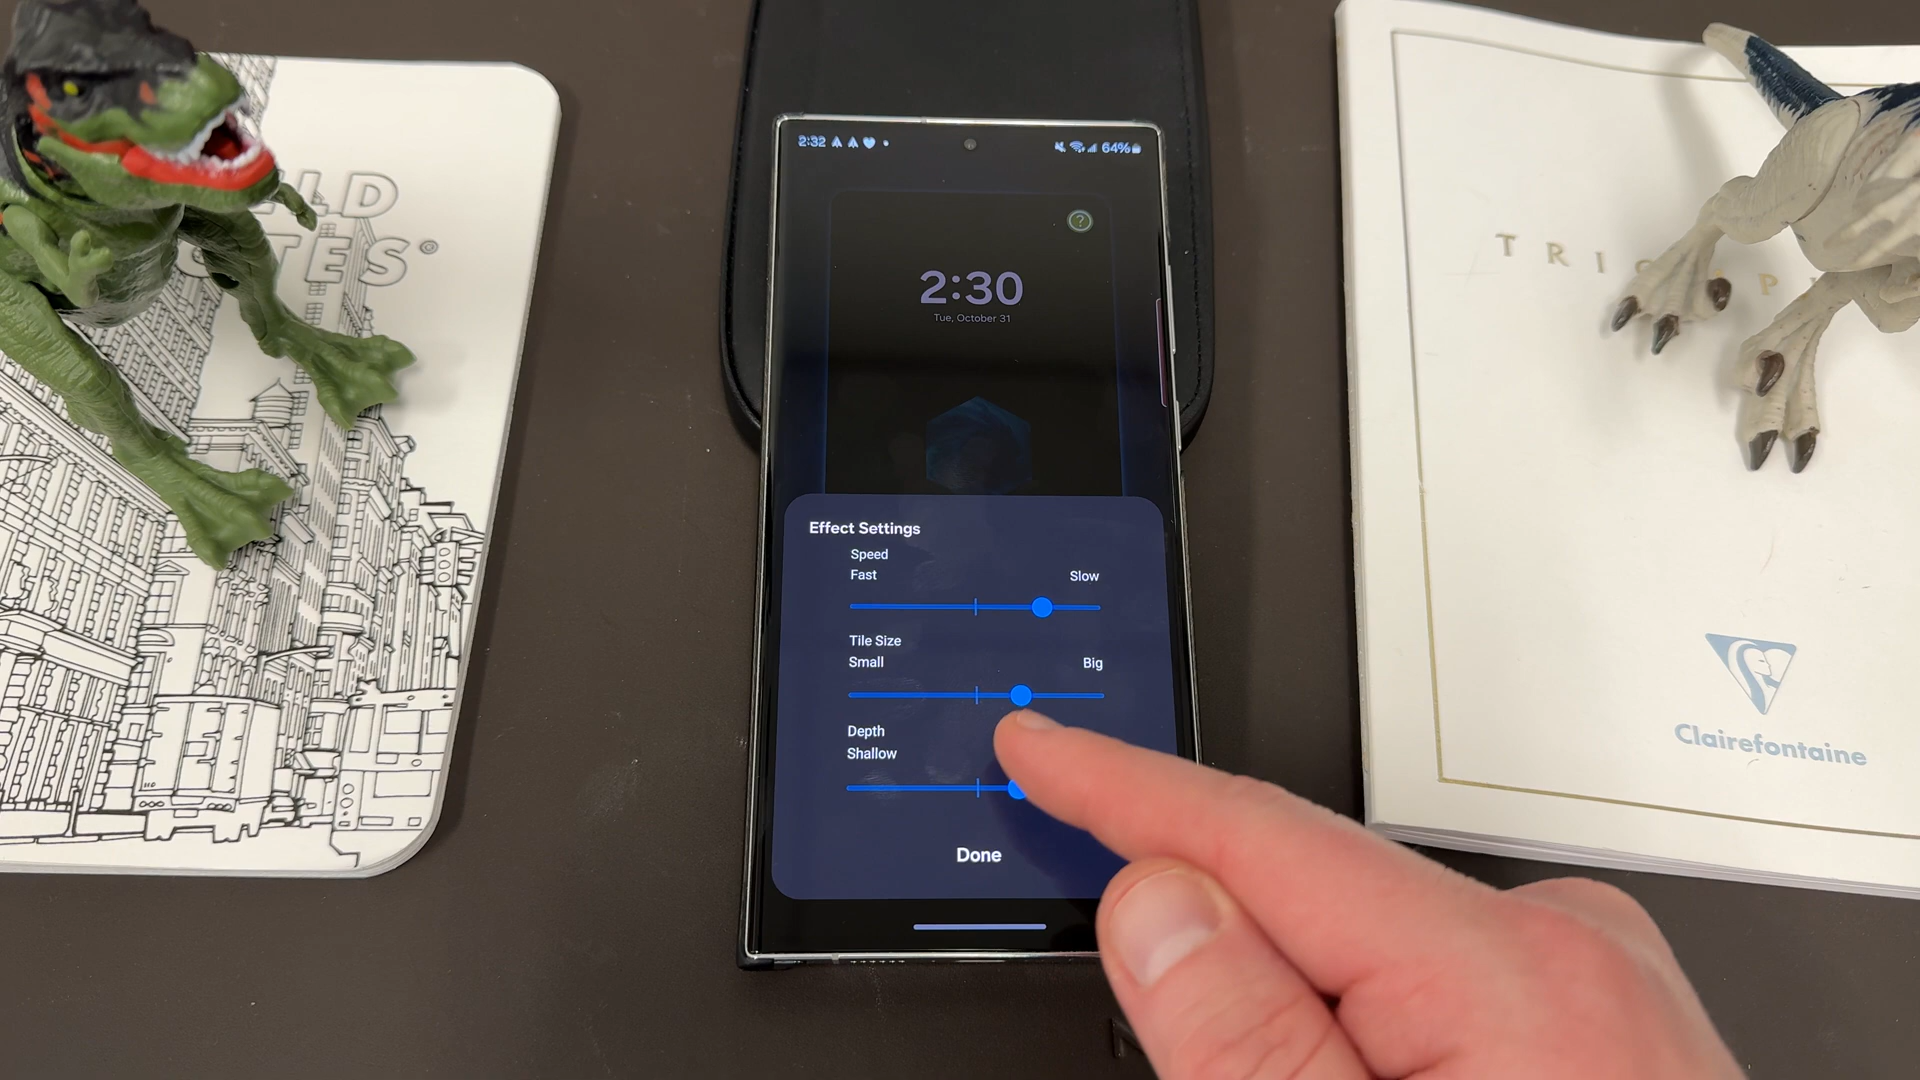 2:32
64%
?
2:30
Tue, October 31
Effect Settings
Speed
Fast Slow
Tile Size
Small Big
Depth
Shallow
Done
Clairefontaine